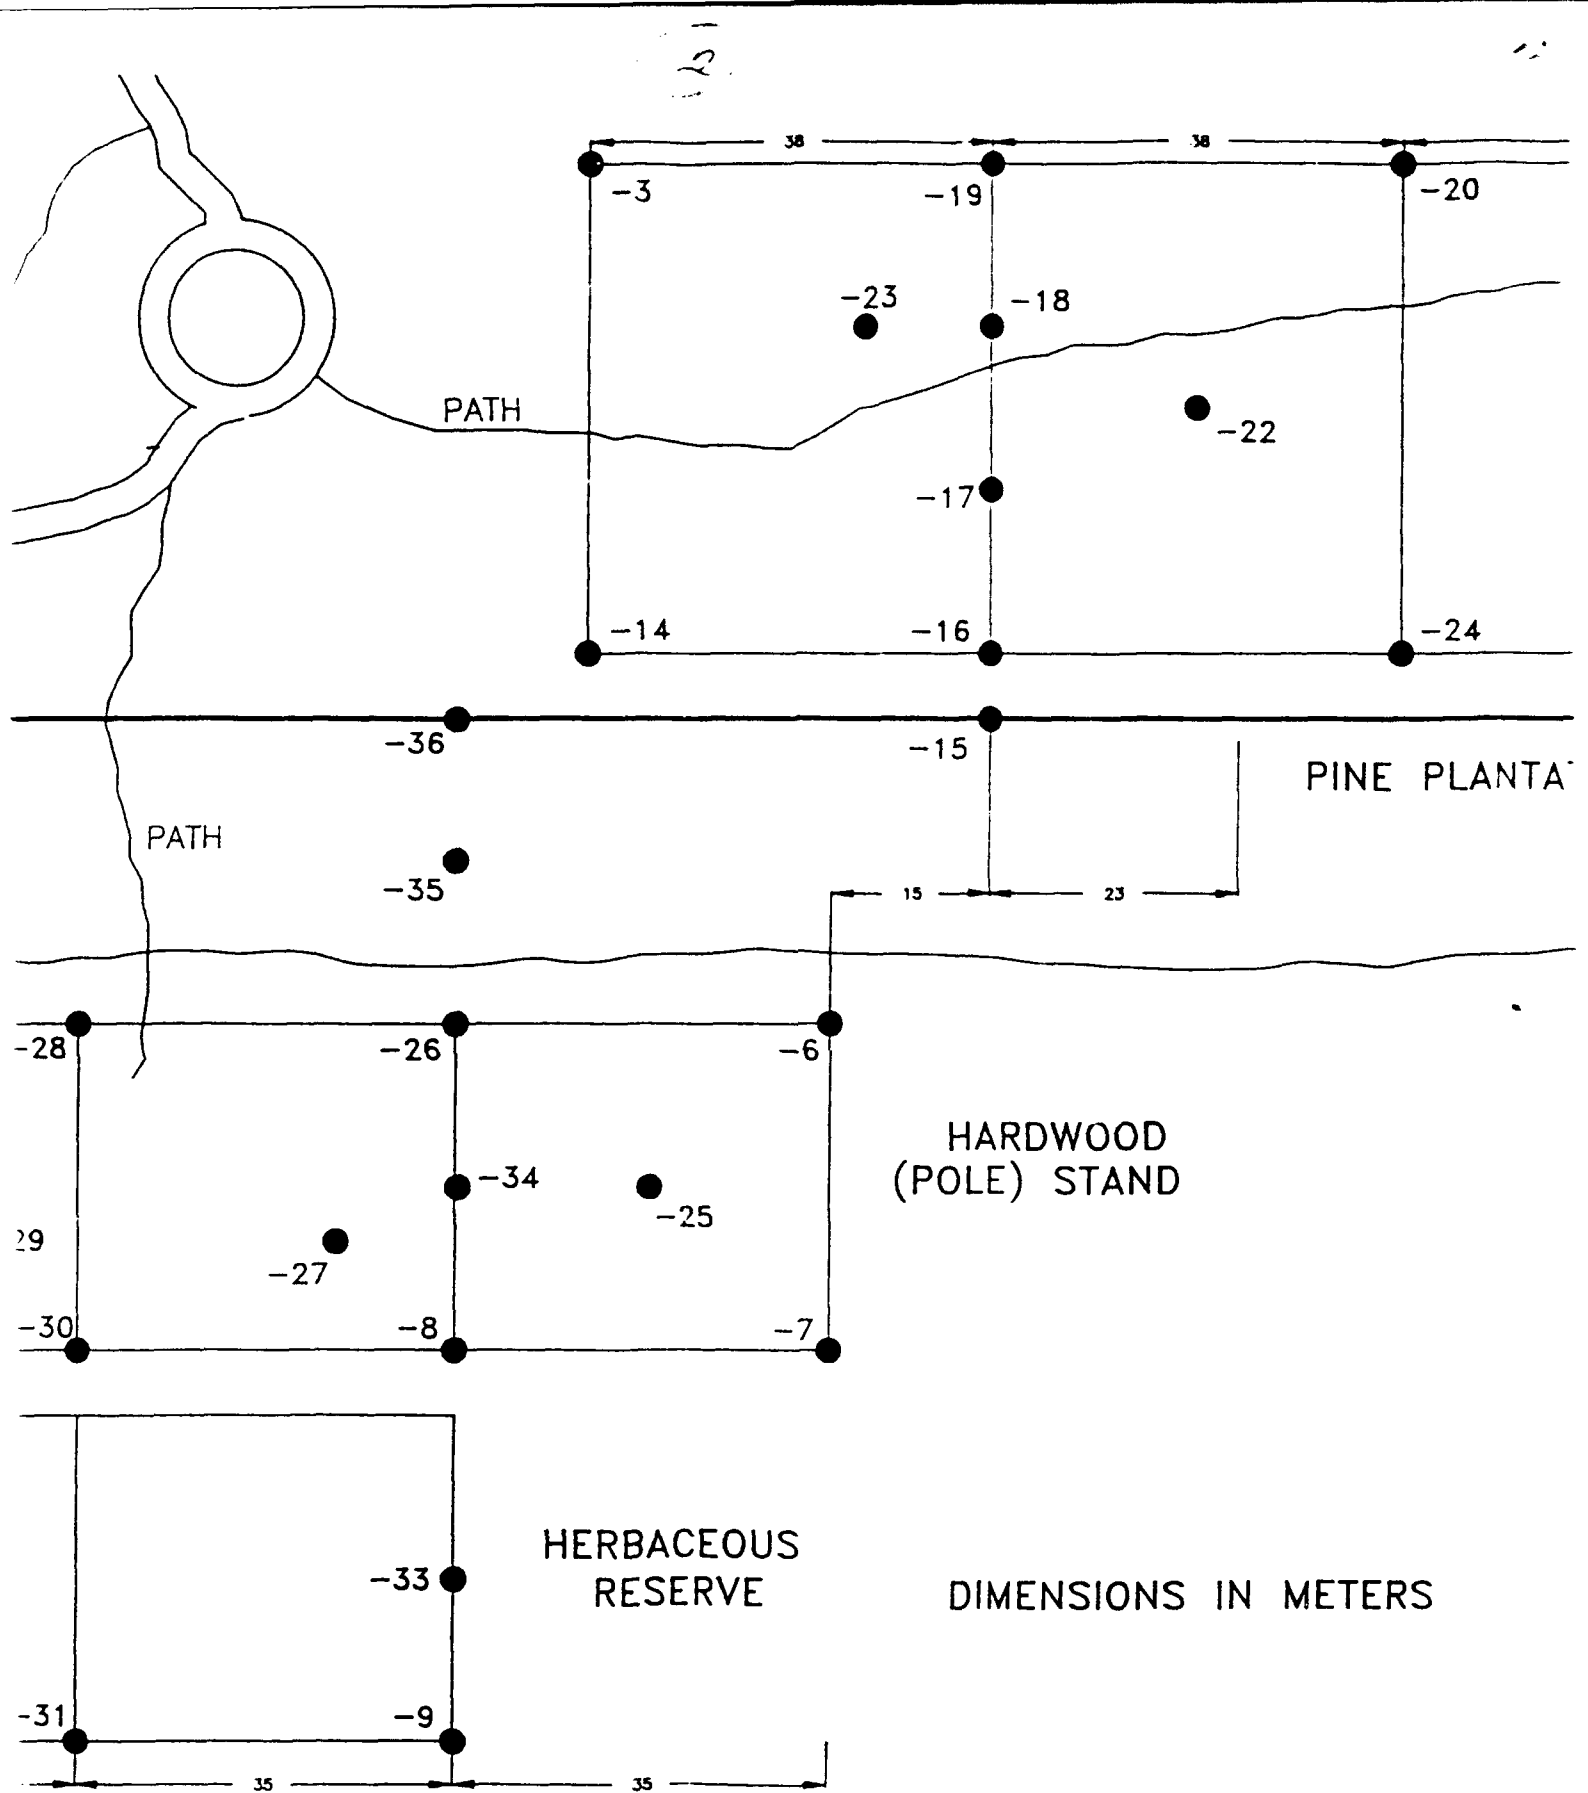 38 38
-3 -19 -20
-23 -18
PATH
-22
-17
-14 -16 -24
-36 -15
PINE PLANTA
PATH
-35
15 23
-28 -26 -6
HARDWOOD
(POLE) STAND
-34
-25
29
-27
-30 -8 -7
HERBACEOUS
RESERVE
-33
DIMENSIONS IN METERS
-31 -9
35 35